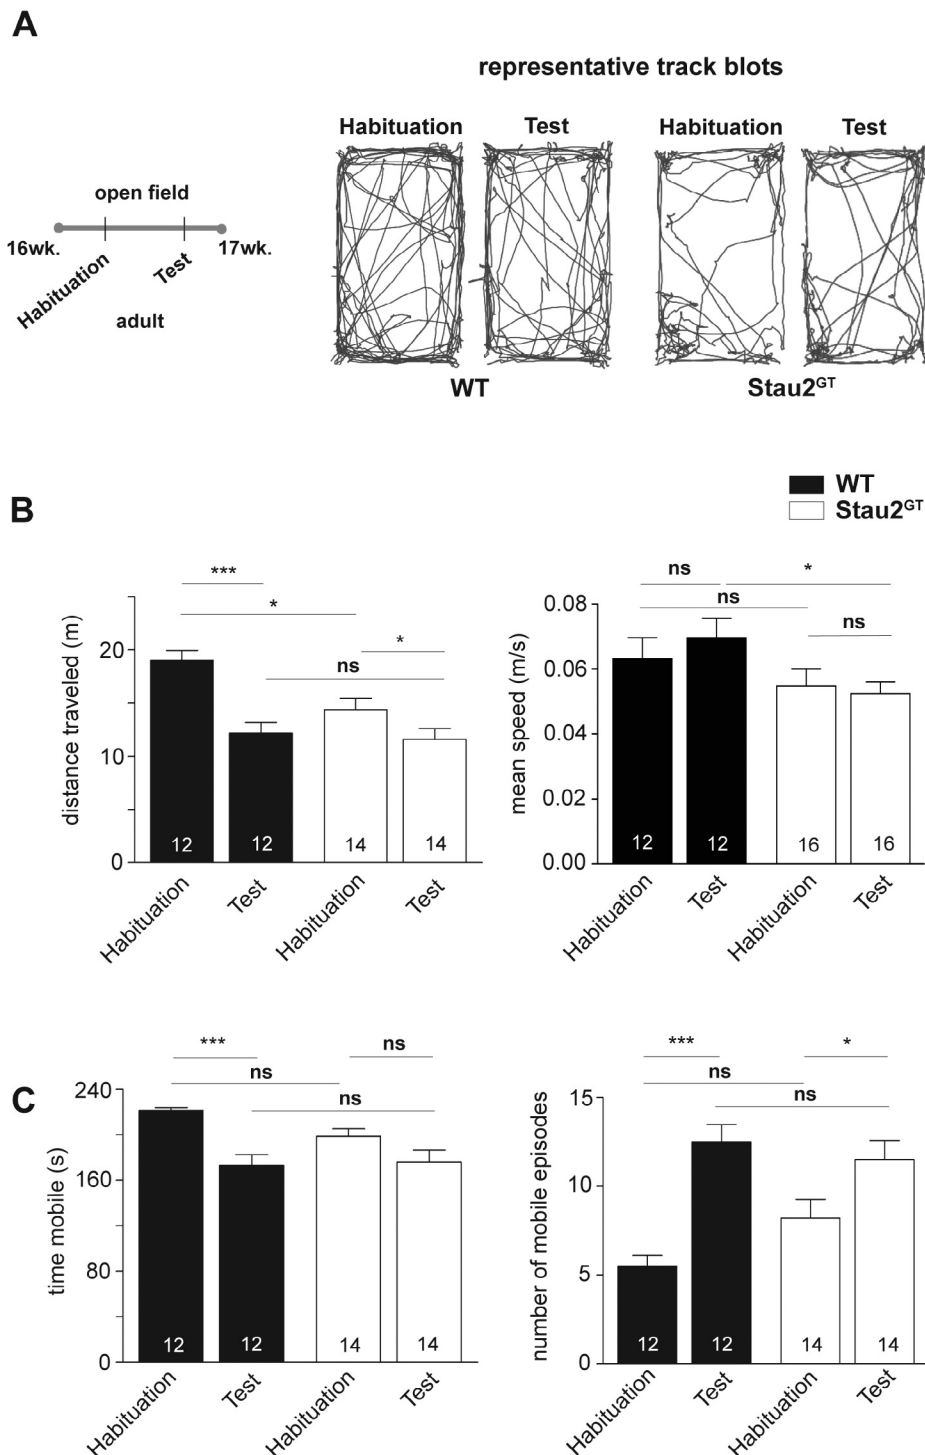 A
representative track blots
Habituation Test Habituation Test
open field
16wk. 17wk.
Habituation Test
adult
WT Stau2GT
WT
B
Stau2GT
distance traveled (m)
***
*
*
ns
20
10
0
12 12 14 14
Habituation Test Habituation Test
mean speed (m/s)
ns *
ns
ns
0.08
0.06
0.04
0.02
0.00
12 12 16 16
Habituation Test Habituation Test
C
time mobile (s)
*** ns
ns
ns
240
160
80
0
12 12 14 14
Habituation Test Habituation Test
number of mobile episodes
*** *
ns
ns
15
10
5
0
12 12 14 14
Habituation Test Habituation Test